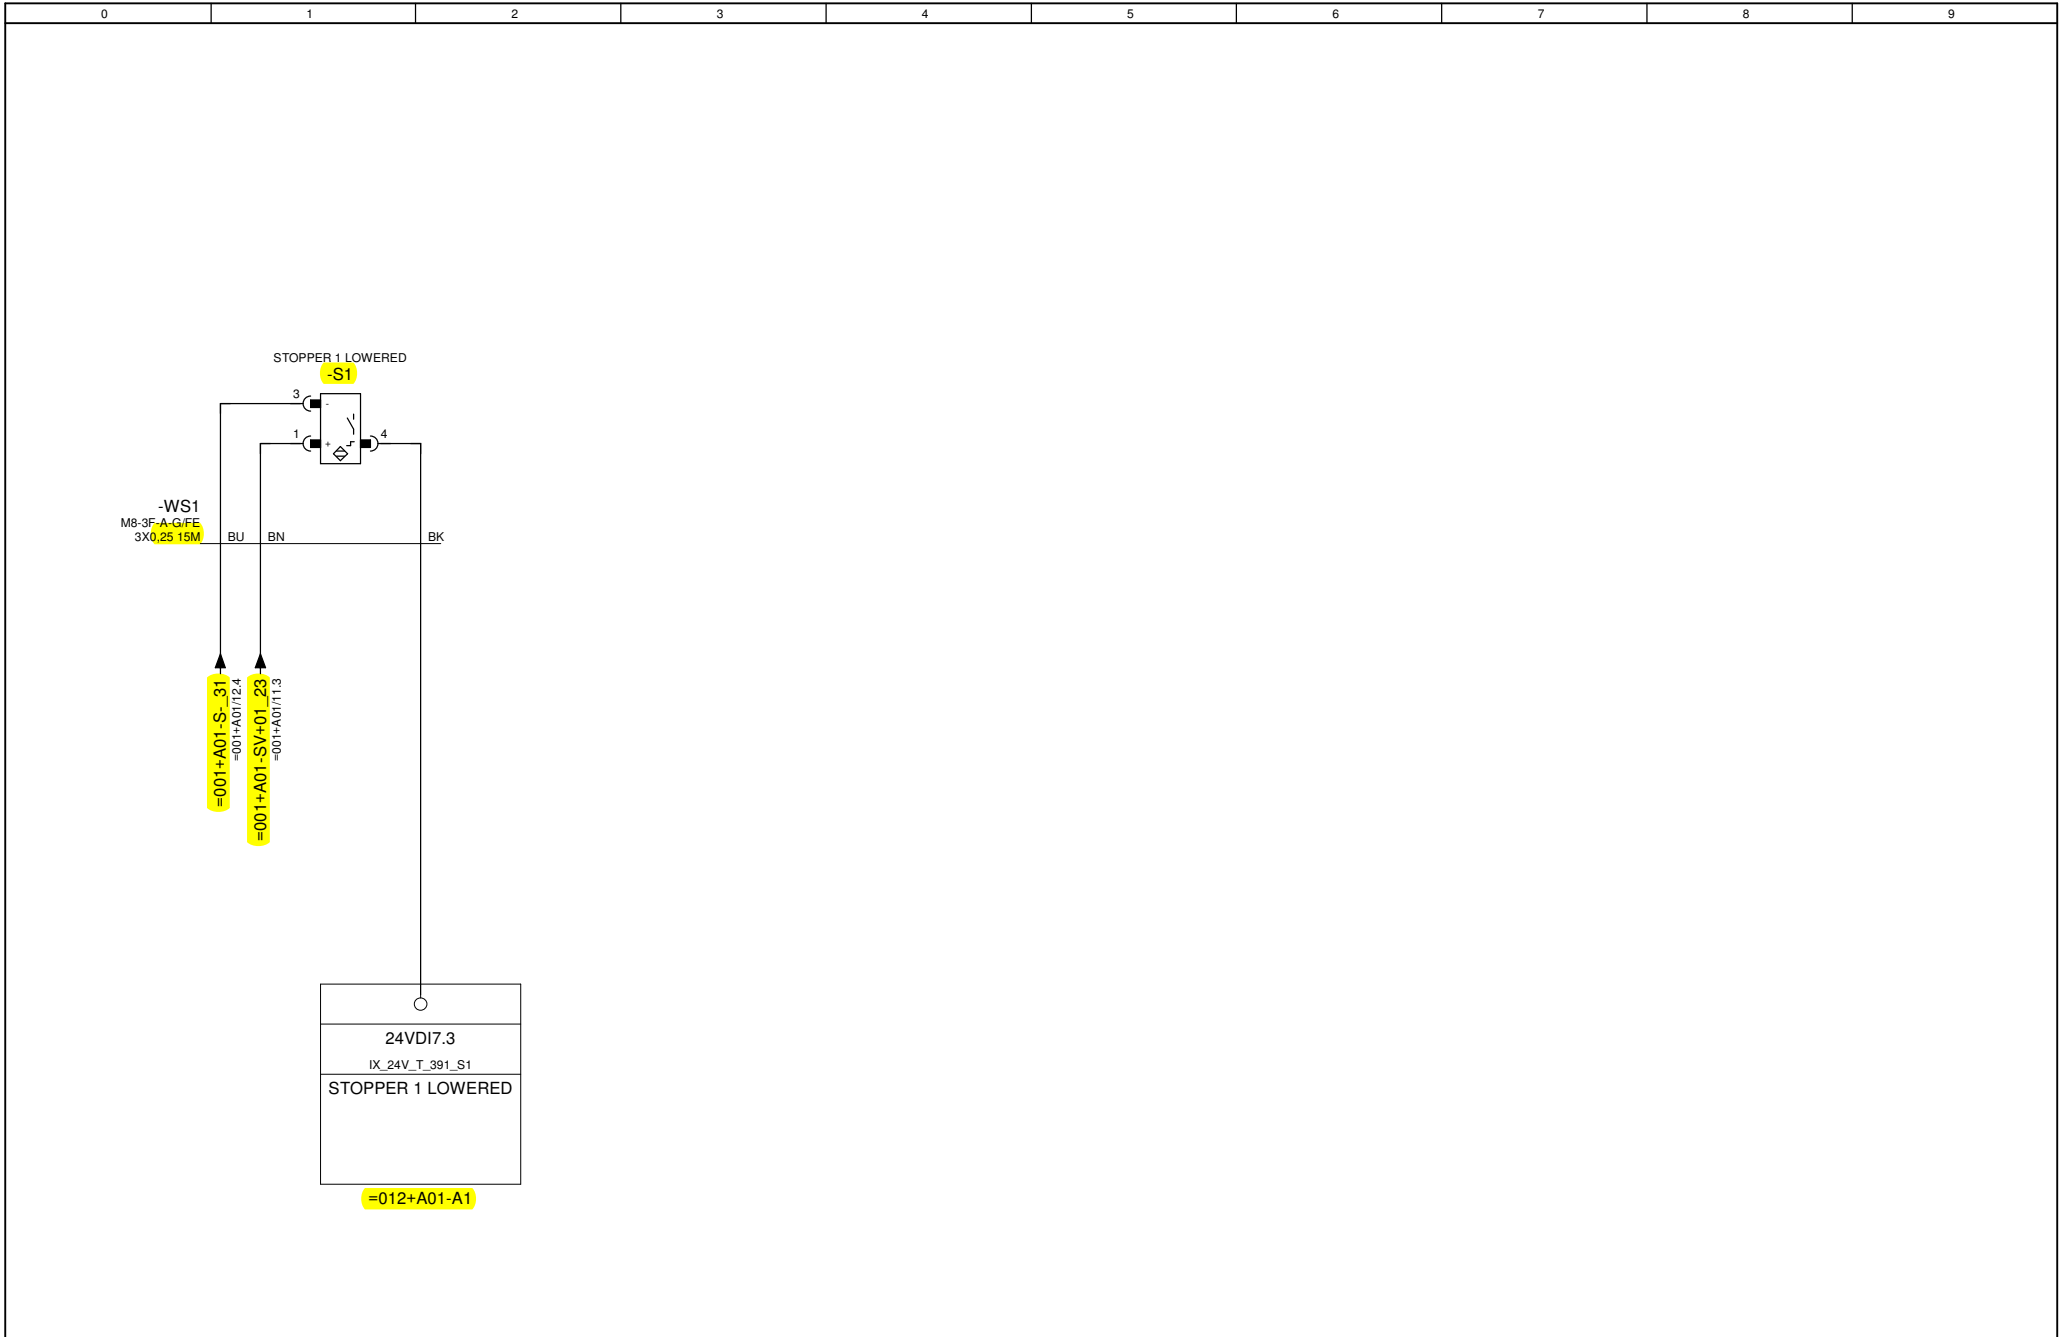 0 1 2 3 4 5 6 7 8 9
STOPPER 1 LOWERED
-S1
3 -
1 + 4
-WS1
M8-3F-A-G/FE
3X0,25 15M BU BN BK
=001+A01-S-_31
=001+A01/12.4
=001+A01-SV+01_23
=001+A01/11.3
24VDI7.3
IX_24V_T_391_S1
STOPPER 1 LOWERED
=012+A01-A1